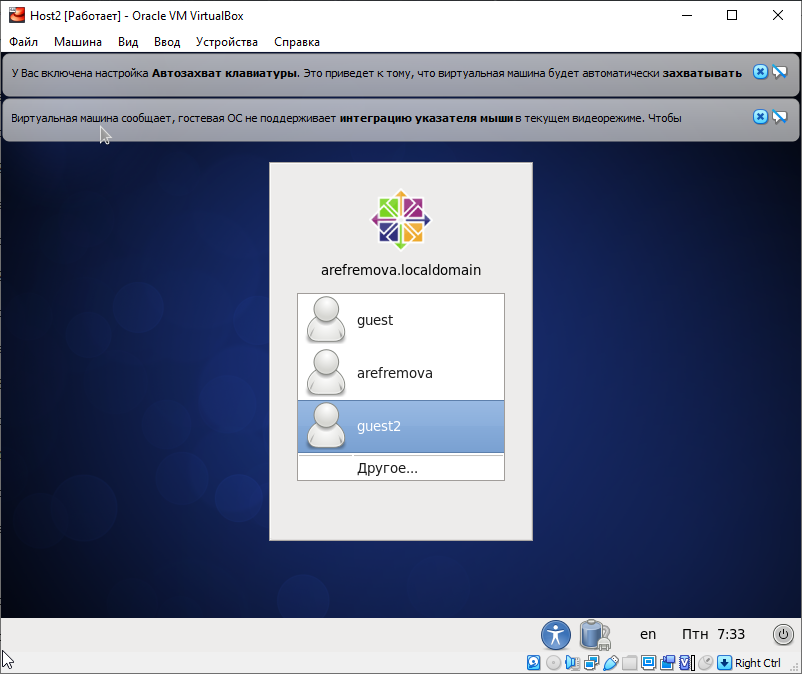 Host2 [Работает] - Oracle VM VirtualBox
Файл Машина Вид Ввод Устройства Справка
У Вас включена настройка Автозахват клавиатуры. Это приведет к тому, что виртуальная машина будет автоматически захватывать
Виртуальная машина сообщает, гостевая ОС не поддерживает интеграцию указателя мыши в текущем видеорежиме. Чтобы
arefremova.localdomain
guest
arefremova
guest2
Другое...
en Птн 7:33
Right Ctrl